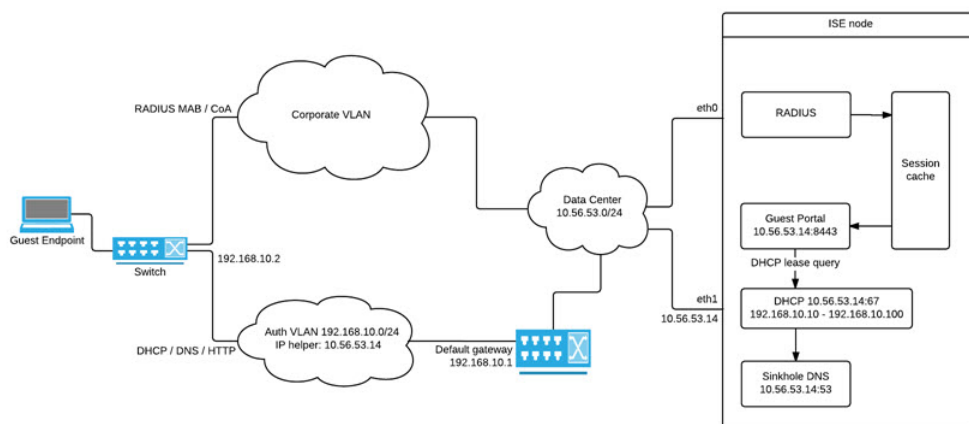 ISE node
RADIUS MAB / CoA
Corporate VLAN
eth0
RADIUS
Session
cache
Data Center
10.56.53.0/24
Guest Portal
10.56.53.14:8443
Guest Endpoint
192.168.10.2
Switch
DHCP lease query
eth1
10.56.53.14
DHCP 10.56.53.14:67
192.168.10.10 - 192.168.10.100
Auth VLAN 192.168.10.0/24
IP helper: 10.56.53.14
DHCP / DNS / HTTP
Default gateway
192.168.10.1
Sinkhole DNS
10.56.53.14:53